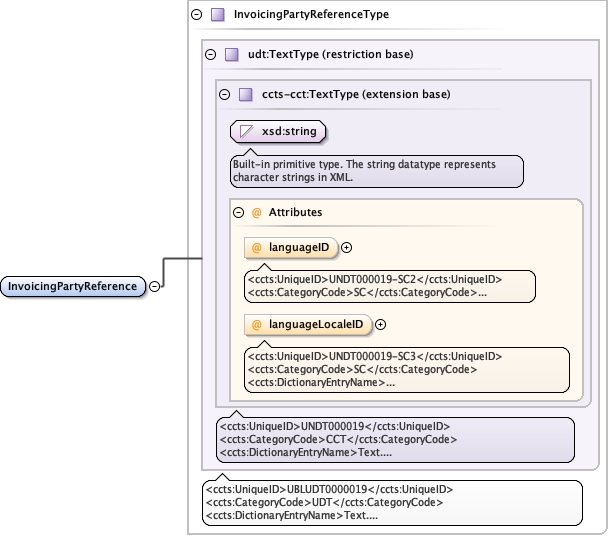 InvoicingPartyReferenceType
udt:TextType (restriction base)
ccts-cct:TextType (extension base)
xsd:string
Built-in primitive type. The string datatype represents
character strings in XML.
@ Attributes
@ languageID
<ccts:UniqueID>UNDT000019-SC2</ccts:UniqueID>
<ccts:CategoryCode>SC</ccts:CategoryCode>...
@ languageLocaleID
<ccts:UniqueID>UNDT000019-SC3</ccts:UniqueID>
<ccts:CategoryCode>SC</ccts:CategoryCode>
<ccts:DictionaryEntryName>...
InvoicingPartyReference
<ccts:UniqueID>UNDT000019</ccts:UniqueID>
<ccts:CategoryCode>CCT</ccts:CategoryCode>
<ccts:DictionaryEntryName>Text....
<ccts:UniqueID>UBLUDT0000019</ccts:UniqueID>
<ccts:CategoryCode>UDT</ccts:CategoryCode>
<ccts:DictionaryEntryName>Text....